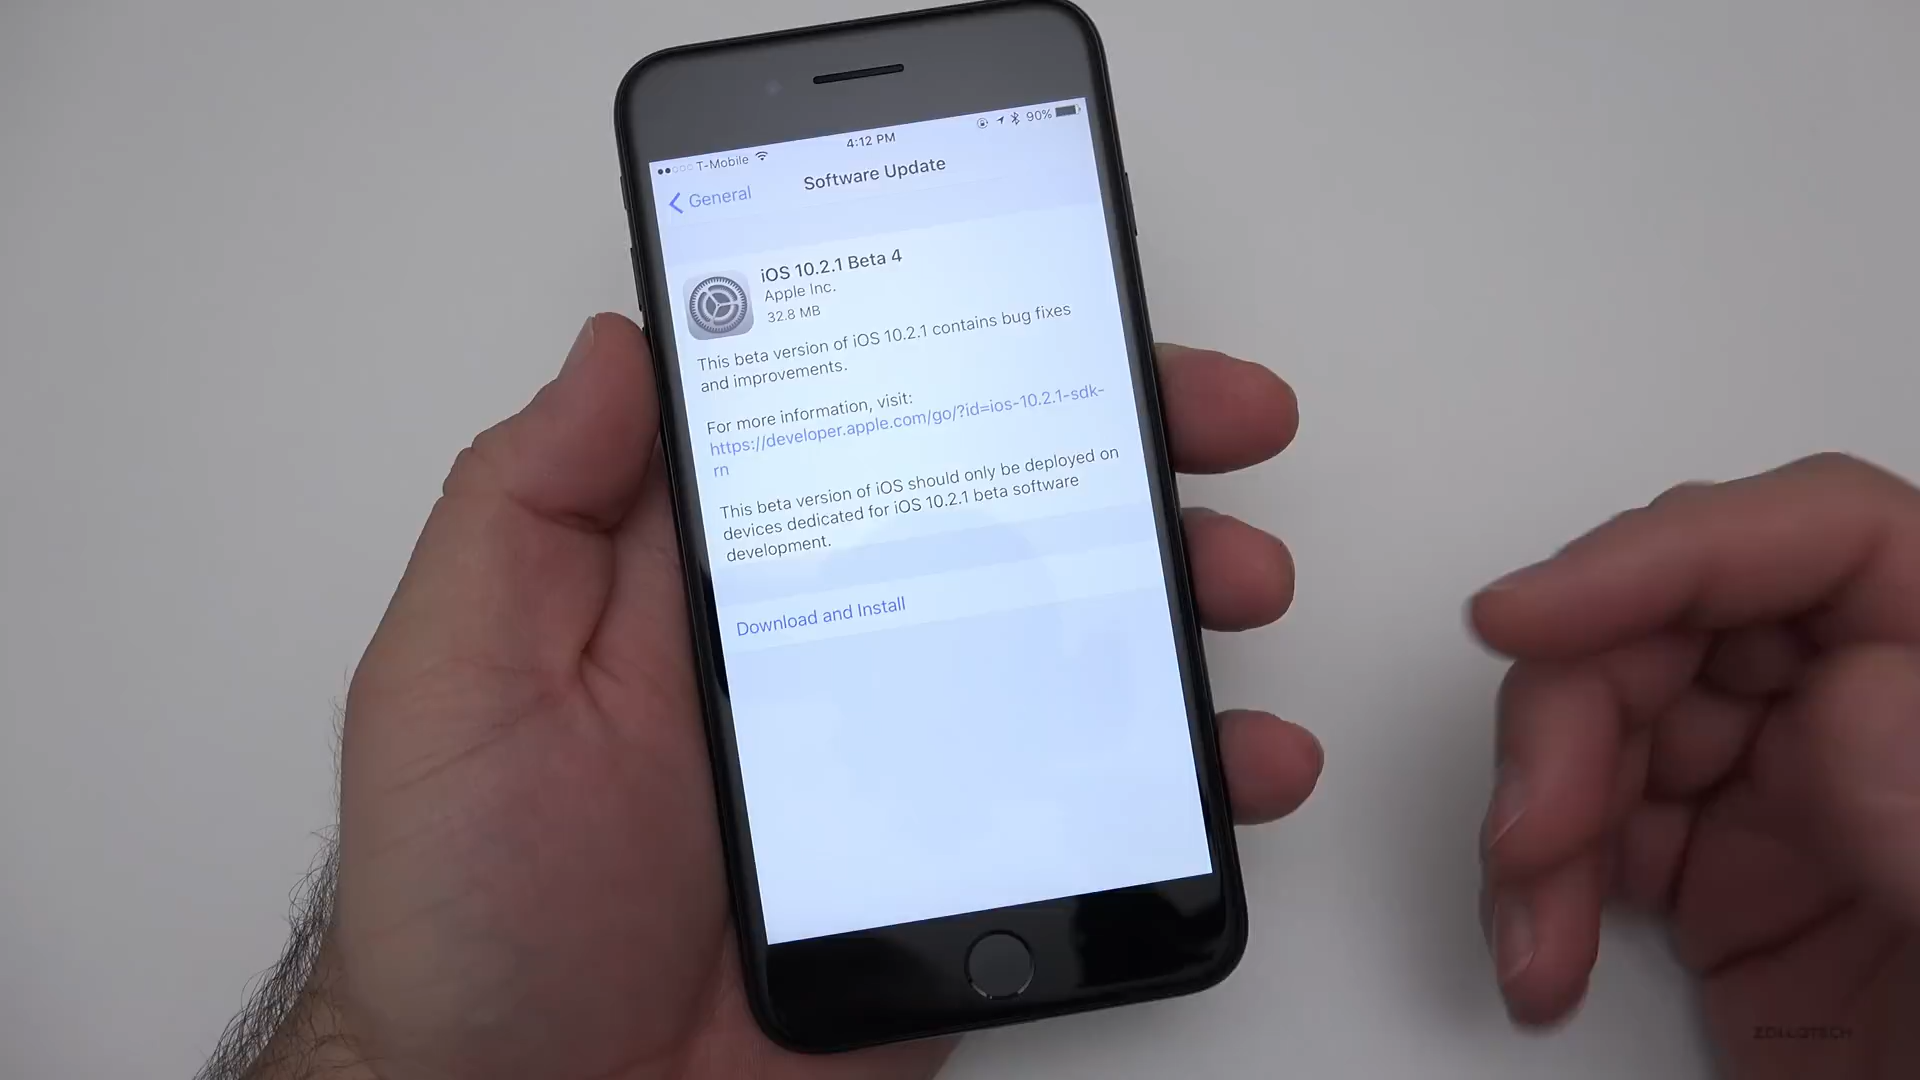 T-Mobile 4:12 PM 90%
General Software Update
iOS 10.2.1 Beta 4
Apple Inc.
32.8 MB
This beta version of iOS 10.2.1 contains bug fixes
and improvements.
For more information, visit:
https://developer.apple.com/go/?id=ios-10.2.1-sdk-
rn
This beta version of iOS should only be deployed on
devices dedicated for iOS 10.2.1 beta software
development.
Download and Install
ZOLLOTECH